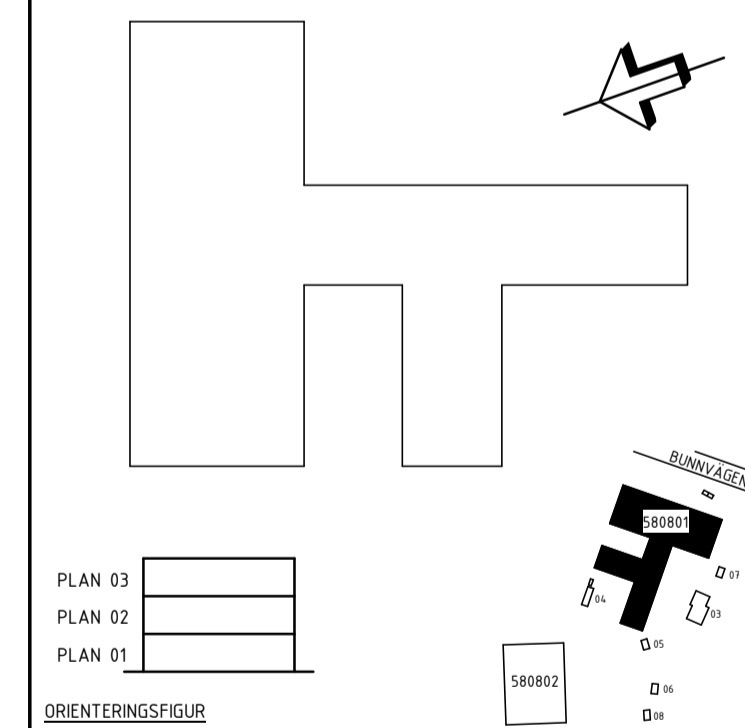 BUNNVÄGEN
580801
07
04
03
05
580802
06
08
PLAN 03
PLAN 02
PLAN 01
ORIENTERINGSFIGUR